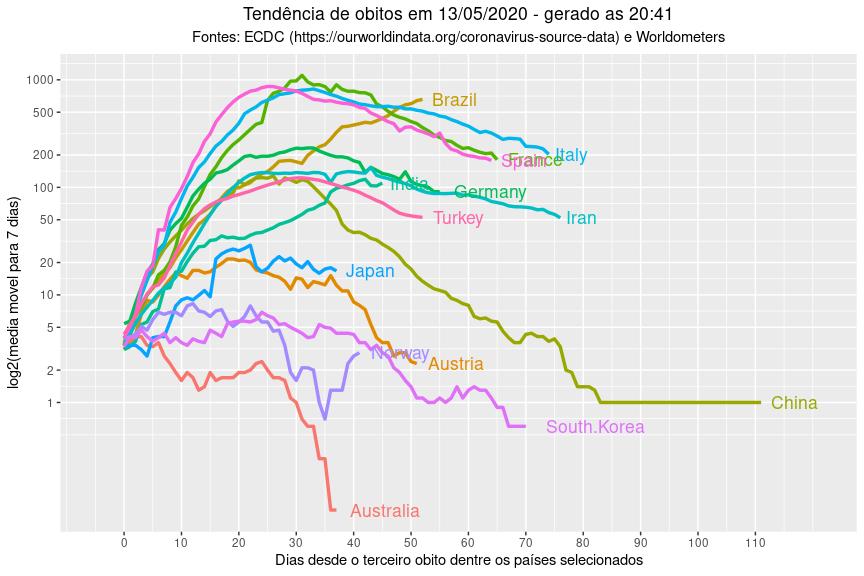 Tendência de obitos em 13/05/2020 - gerado as 20:41
Fontes: ECDC (https://ourworldindata.org/coronavirus-source-data) e Worldometers
log2(media movel para 7 dias)
1000
500
200
100
50
20
10
5
2
1
Brazil
Italy
France
Spain
India
Germany
Turkey
Iran
Japan
Norway
Austria
China
South.Korea
Australia
0 10 20 30 40 50 60 70 80 90 100 110
Dias desde o terceiro obito dentre os países selecionados